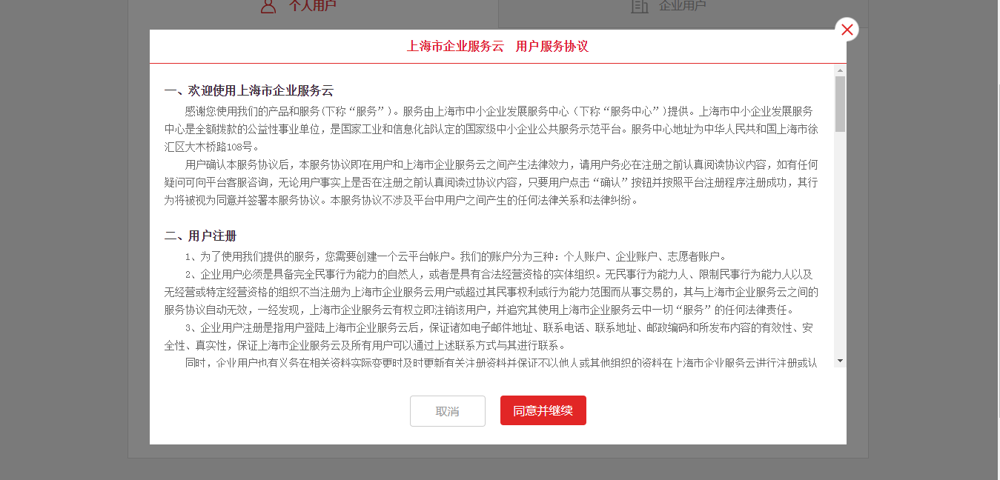 个人用户
企业用户
上海市企业服务云 用户服务协议
一、欢迎使用上海市企业服务云
感谢您使用我们的产品和服务(下称“服务”)。服务由上海市中小企业发展服务中心（下称“服务中心”)提供。上海市中小企业发展服务
中心是全额拨款的公益性事业单位，是国家工业和信息化部认定的国家级中小企业公共服务示范平台。服务中心地址为中华人民共和国上海市徐
汇区大木桥路108号。
用户确认本服务协议后，本服务协议即在用户和上海市企业服务云之间产生法律效力，请用户务必在注册之前认真阅读协议内容，如有任何
疑问可向平台客服咨询，无论用户事实上是否在注册之前认真阅读过协议内容，只要用户点击“确认”按钮并按照平台注册程序注册成功，其行
为将被视为同意并签署本服务协议。本服务协议不涉及平台中用户之间产生的任何法律关系和法律纠纷。
二、用户注册
1、为了使用我们提供的服务，您需要创建一个云平台帐户。我们的账户分为三种：个人账户、企业账户、志愿者账户。
2、企业用户必须是具备完全民事行为能力的自然人，或者是具有合法经营资格的实体组织。无民事行为能力人、限制民事行为能力人以及
无经营或特定经营资格的组织不当注册为上海市企业服务云用户或超过其民事权利或行为能力范围而从事交易的，其与上海市企业服务云之间的
服务协议自动无效，一经发现，上海市企业服务云有权立即注销该用户，并追究其使用上海市企业服务云中一切“服务”的任何法律责任。
3、企业用户注册是指用户登陆上海市企业服务云后，保证诸如电子邮件地址、联系电话、联系地址、邮政编码和所发布内容的有效性、安
全性、真实性，保证上海市企业服务云及所有用户可以通过上述联系方式与其进行联系。
同时，企业用户也有义务在相关资料实际变更时及时更新有关注册资料并保证不以他人或其他组织的资料在上海市企业服务云进行注册或认
取消
同意并继续